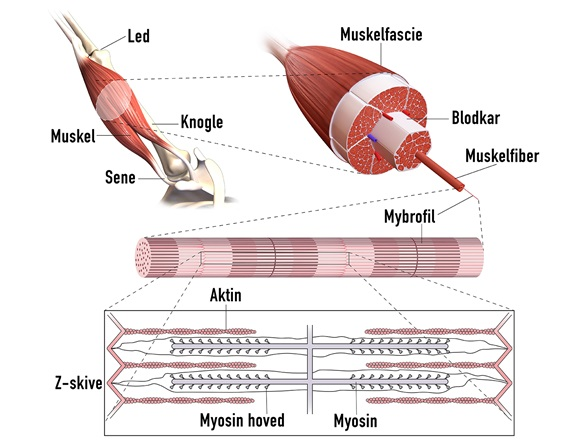 Led
Muskelfascie
Knogle
Muskel
Blodkar
Sene
Muskelfiber
Mybrofil
Aktin
Z-skive
Myosin hoved
Myosin